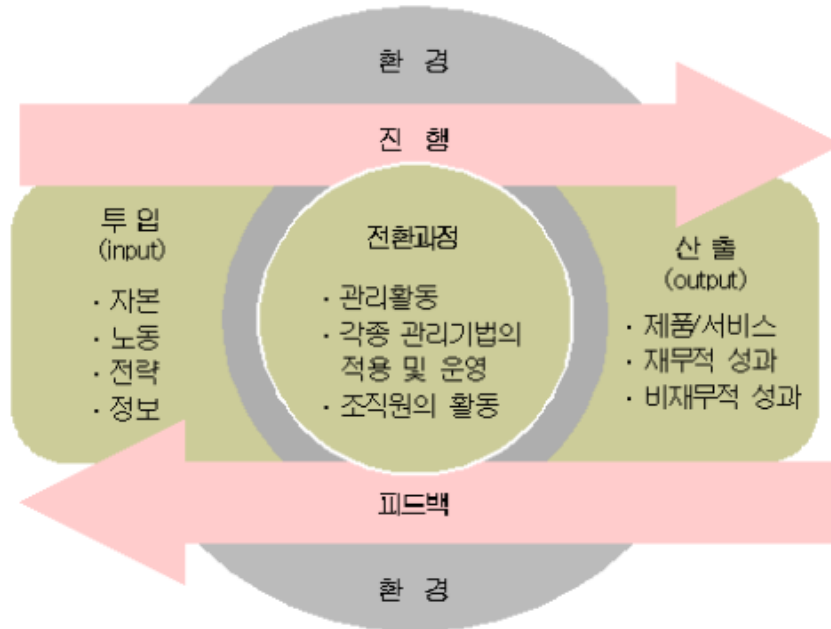 환 경
진 행
투 입
(input)
· 자본
· 노동
· 전략
· 정보
전환과정
· 관리활동
· 각종 관리기법의
적용 및 운영
· 조직원의 활동
산 출
(output)
· 제품/서비스
· 재무적 성과
· 비재무적 성과
피드백
환 경